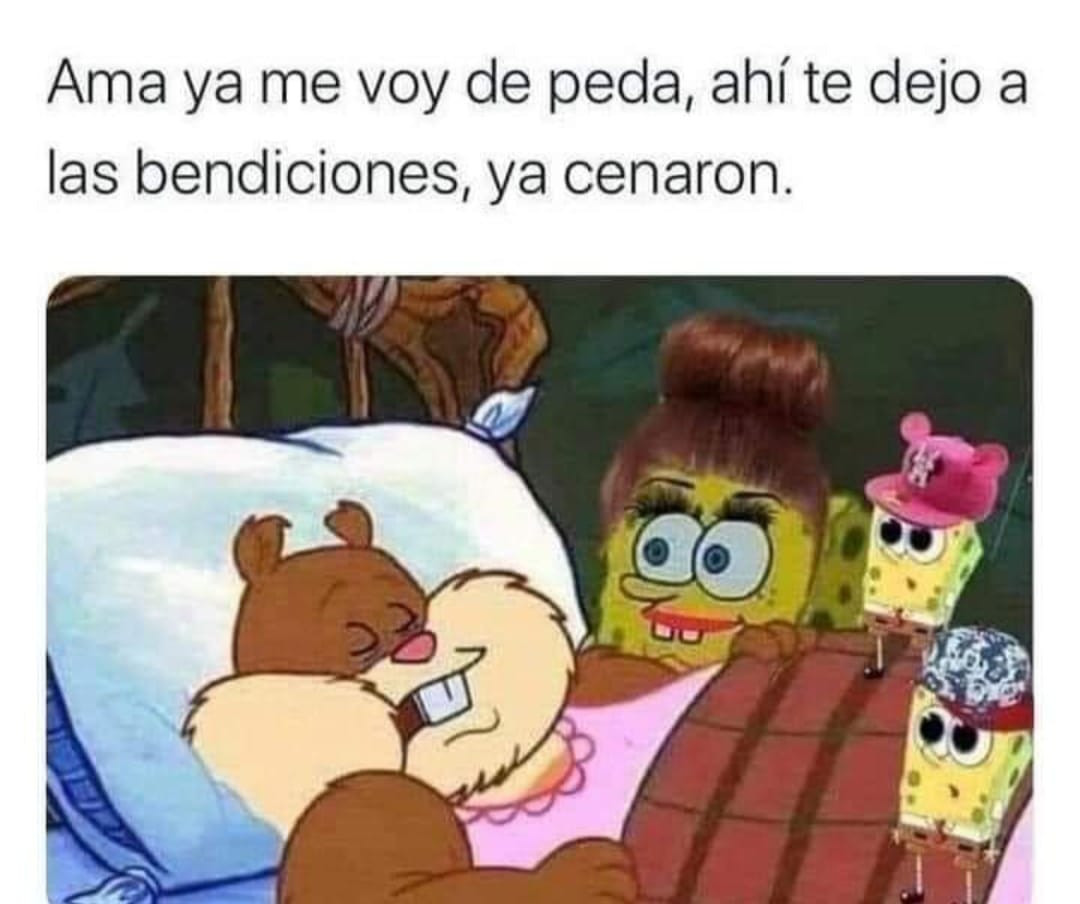 Ama ya me voy de peda, ahí te dejo a
las bendiciones, ya cenaron.